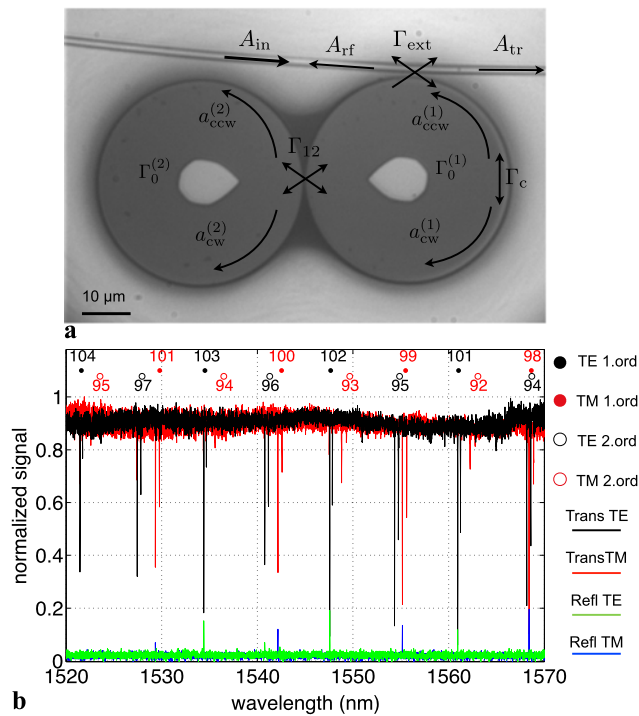 A_in A_rf Γ_ext A_tr
a_ccw^(2) a_ccw^(1)
Γ_12
Γ_0^(2) Γ_0^(1) Γ_c
a_cw^(2) a_cw^(1)
10 μm
a
104 101 103 100 102 99 101 98
95 97 94 96 93 95 92 94
TE 1.ord
TM 1.ord
TE 2.ord
TM 2.ord
Trans TE
TransTM
Refl TE
Refl TM
normalized signal
1
0.8
0.6
0.4
0.2
0
1520 1530 1540 1550 1560 1570
wavelength (nm)
b